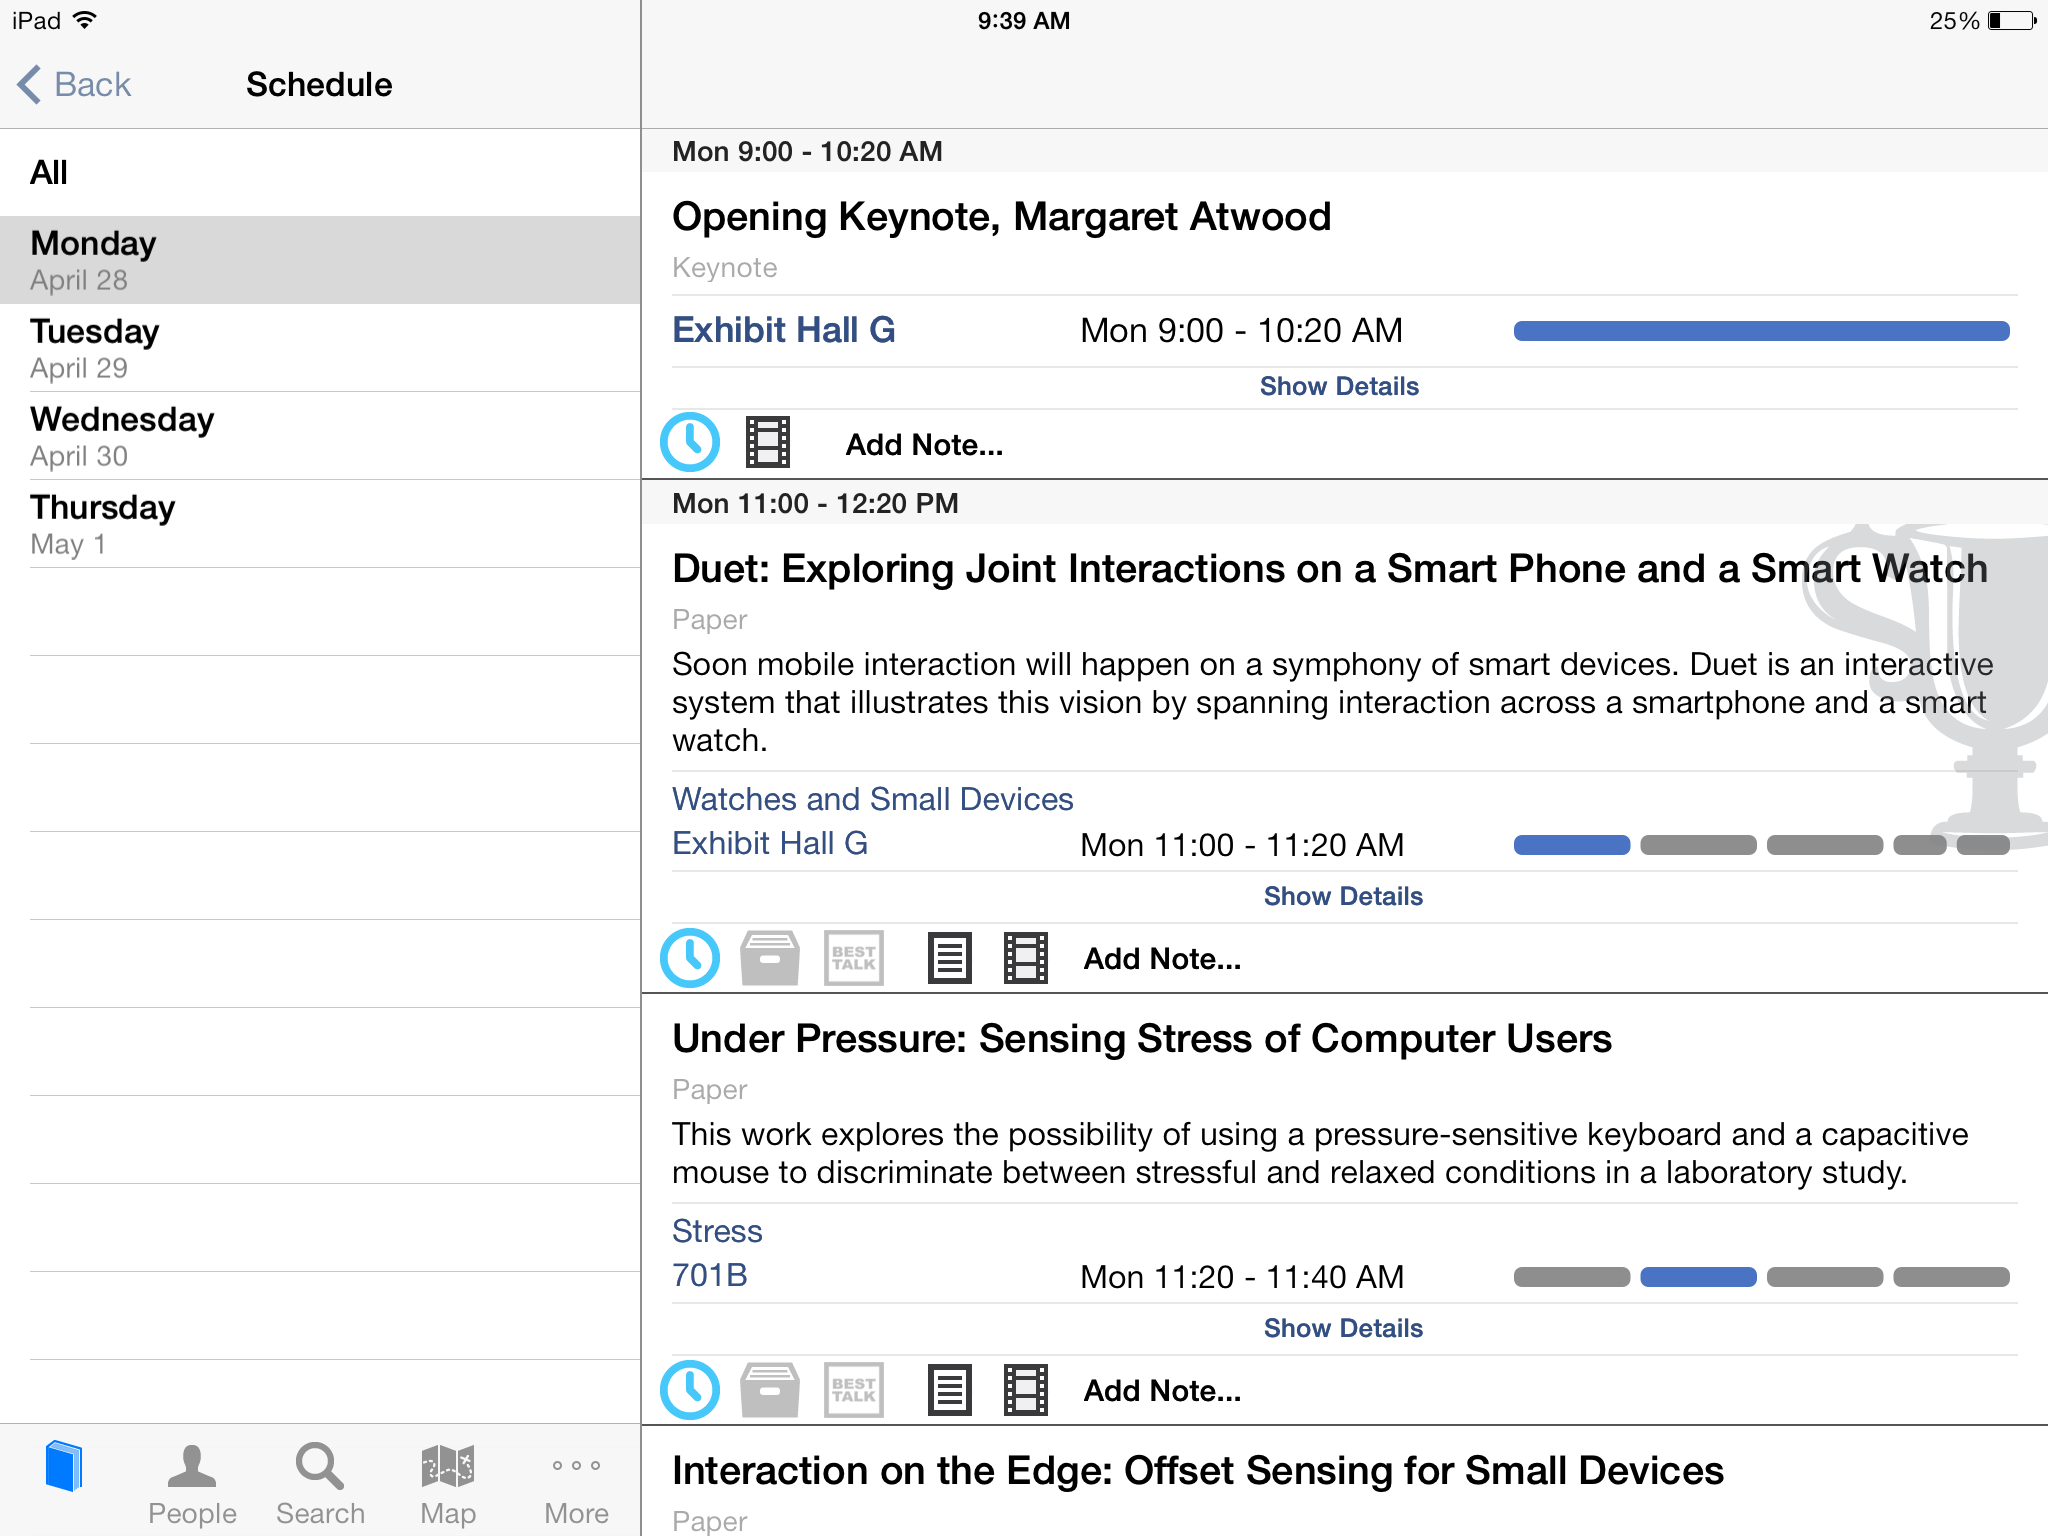 iPad
9:39 AM
25%
Back
Schedule
All
Monday
April 28
Tuesday
April 29
Wednesday
April 30
Thursday
May 1
People
Search
Map
More
Mon 9:00 - 10:20 AM
Opening Keynote, Margaret Atwood
Keynote
Exhibit Hall G
Mon 9:00 - 10:20 AM
Show Details
Add Note...
Mon 11:00 - 12:20 PM
Duet: Exploring Joint Interactions on a Smart Phone and a Smart Watch
Paper
Soon mobile interaction will happen on a symphony of smart devices. Duet is an interactive
system that illustrates this vision by spanning interaction across a smartphone and a smart
watch.
Watches and Small Devices
Exhibit Hall G
Mon 11:00 - 11:20 AM
Show Details
BEST
TALK
Add Note...
Under Pressure: Sensing Stress of Computer Users
Paper
This work explores the possibility of using a pressure-sensitive keyboard and a capacitive
mouse to discriminate between stressful and relaxed conditions in a laboratory study.
Stress
701B
Mon 11:20 - 11:40 AM
Show Details
BEST
TALK
Add Note...
Interaction on the Edge: Offset Sensing for Small Devices
Paper